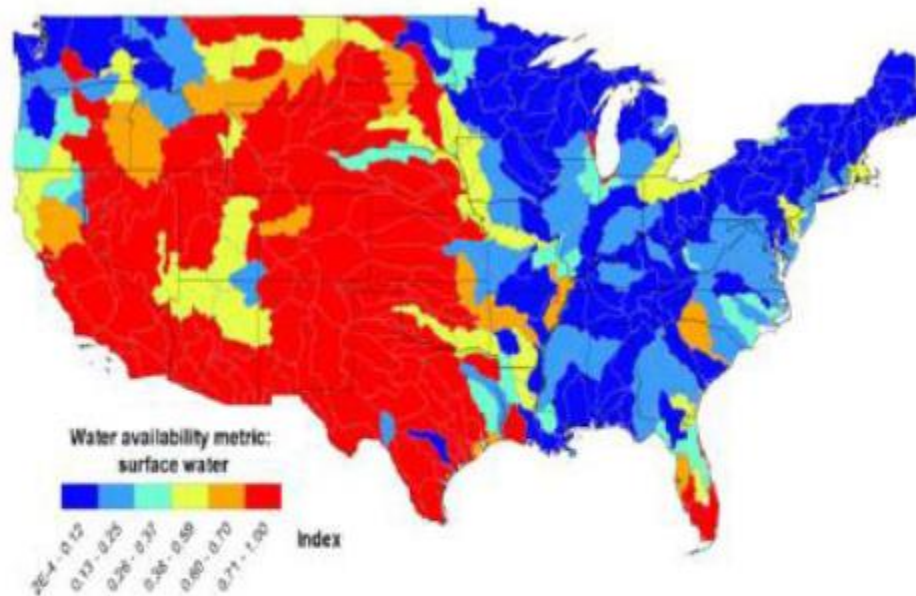 Water availability metric:
surface water
2E-4 - 0.12
0.13 - 0.25
0.26 - 0.37
0.38 - 0.59
0.60 - 0.70
0.71 - 1.00
Index